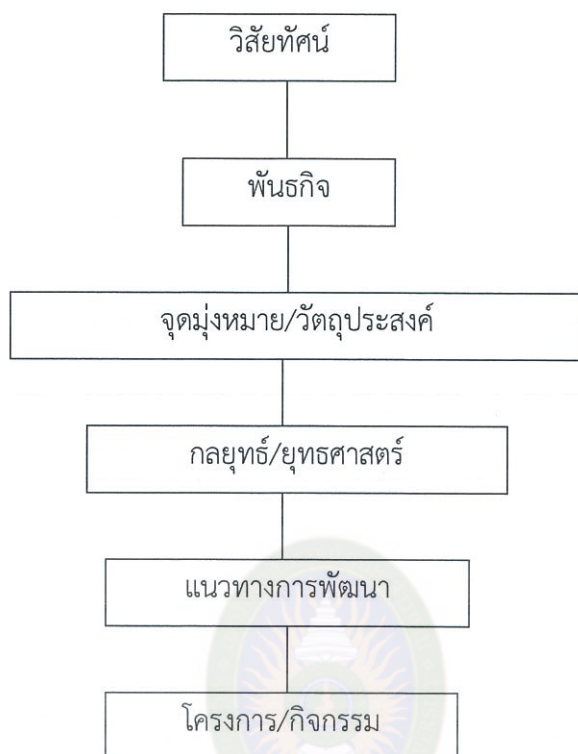 วิสัยทัศน์
พันธกิจ
จุดมุ่งหมาย/วัตถุประสงค์
กลยุทธ์/ยุทธศาสตร์
แนวทางการพัฒนา
โครงการ/กิจกรรม